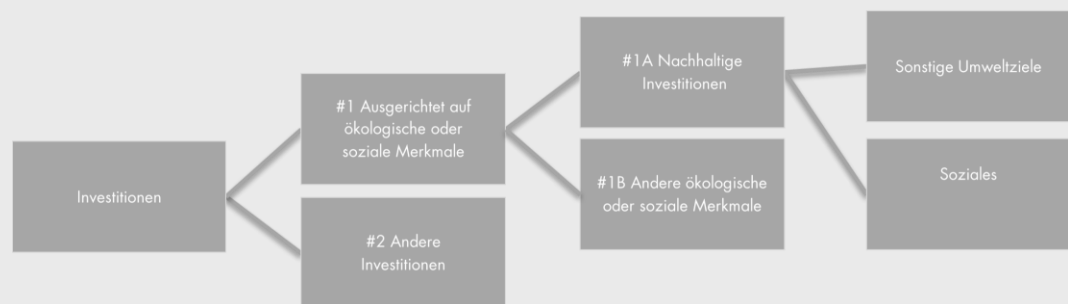 Investitionen
#1 Ausgerichtet auf
ökologische oder
soziale Merkmale
#2 Andere
Investitionen
#1A Nachhaltige
Investitionen
#1B Andere ökologische
oder soziale Merkmale
Sonstige Umweltziele
Soziales